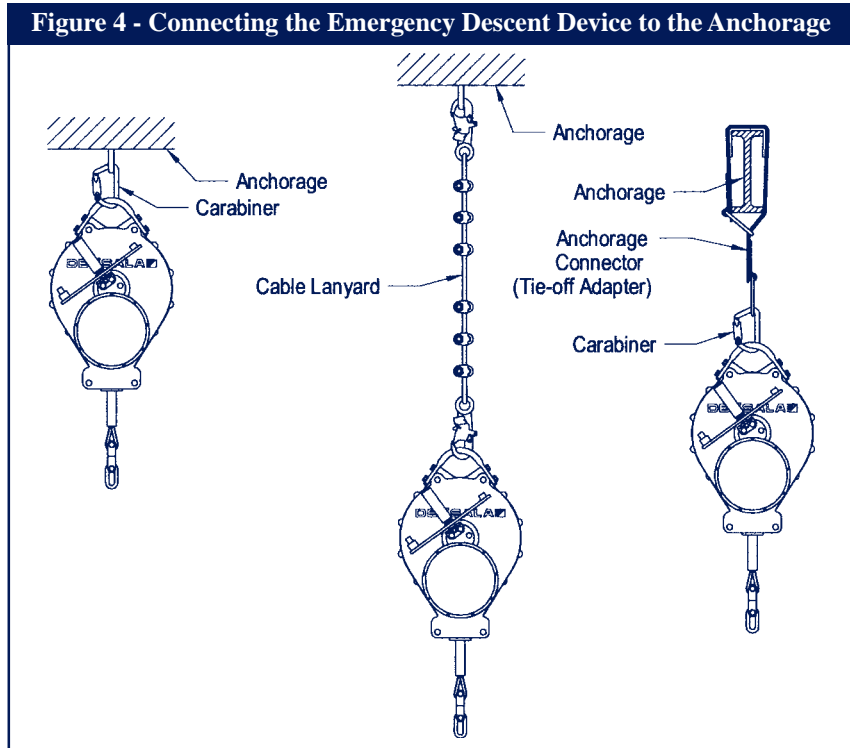 Figure 4 - Connecting the Emergency Descent Device to the Anchorage
Anchorage
Carabiner
Anchorage
Cable Lanyard
Anchorage
Anchorage
Connector
(Tie-off Adapter)
Carabiner